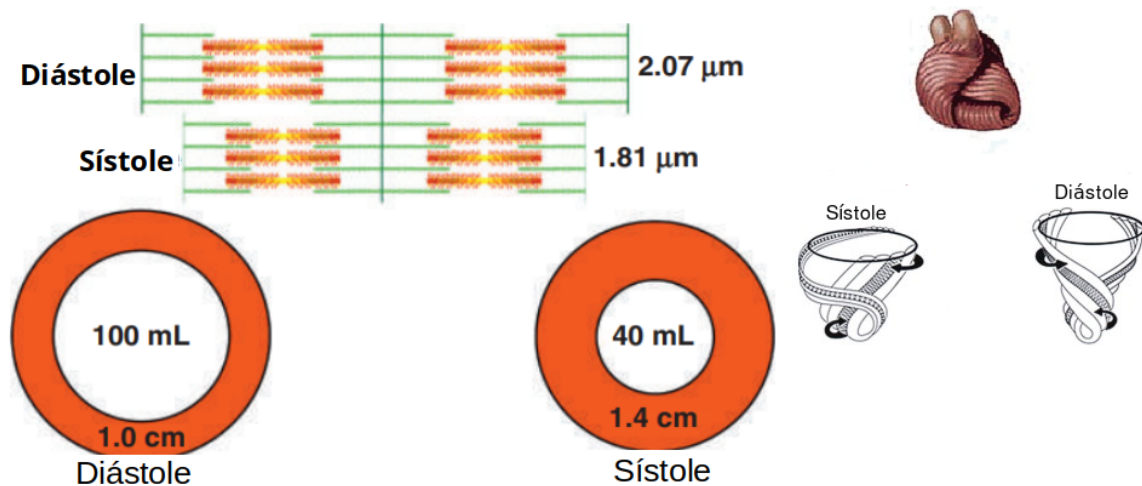 Diástole
2.07 μm
Sístole
1.81 μm
100 mL
1.0 cm
Diástole
40 mL
1.4 cm
Sístole
Sístole
Diástole